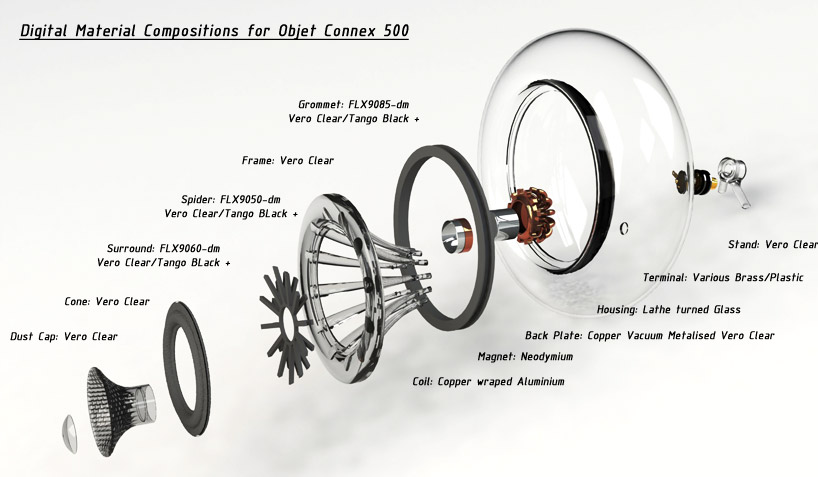 Digital Material Compositions for Objet Connex 500
Grommet: FLX9085-dm
Vero Clear/Tango Black +
Frame: Vero Clear
Spider: FLX9050-dm
Vero Clear/Tango BLack +
Surround: FLX9060-dm
Vero Clear/Tango BLack +
Cone: Vero Clear
Dust Cap: Vero Clear
Stand: Vero Clear
Terminal: Various Brass/Plastic
Housing: Lathe turned Glass
Back Plate: Copper Vacuum Metalised Vero Clear
Magnet: Neodymium
Coil: Copper wraped Aluminium